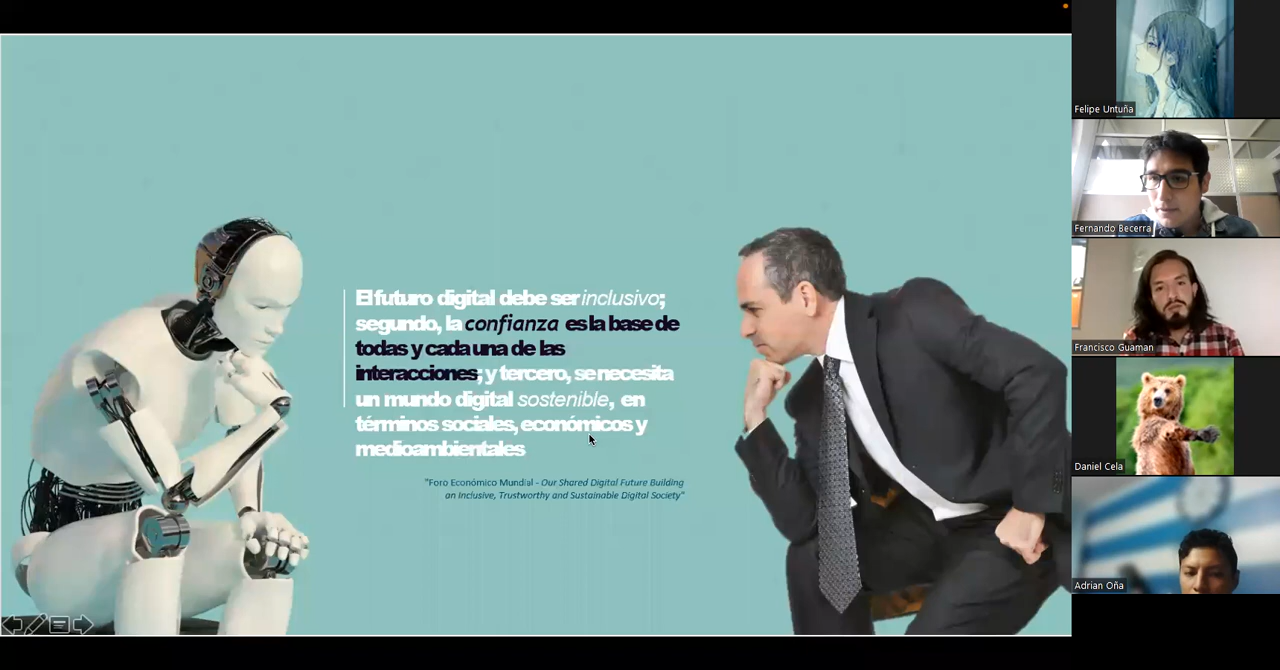 El futuro digital debe ser inclusivo;
segundo, la confianza es la base de
todas y cada una de las
interacciones; y tercero, se necesita
un mundo digital sostenible, en
términos sociales, económicos y
medioambientales
"Foro Económico Mundial - Our Shared Digital Future Building
an Inclusive, Trustworthy and Sustainable Digital Society"
Felipe Untuña
Fernando Becerra
Francisco Guaman
Daniel Cela
Adrian Oña